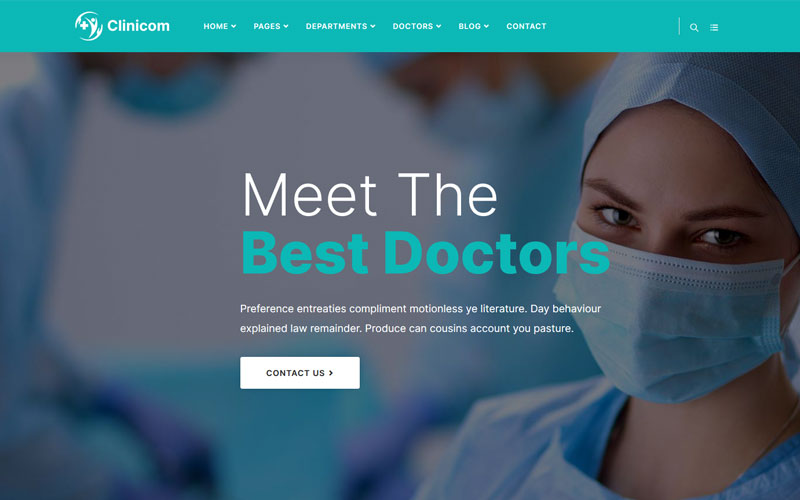 Clinicom
HOME
PAGES
DEPARTMENTS
DOCTORS
BLOG
CONTACT
Meet The
Best Doctors
Preference entreaties compliment motionless ye literature. Day behaviour
explained law remainder. Produce can cousins account you pasture.
CONTACT US